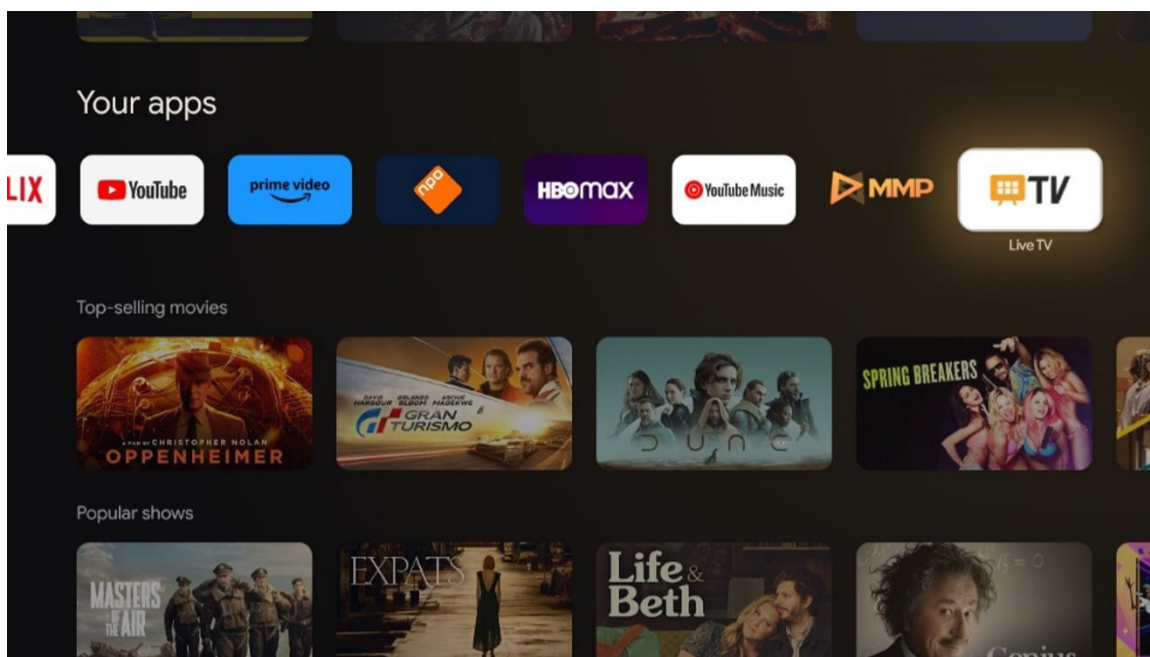 Your apps
LIX
YouTube
prime video
npo
HBOmax
YouTube Music
MMP
TV
Live TV
Top-selling movies
A FILM BY CHRISTOPHER NOLAN
OPPENHEIMER
DAVID HARBOUR
ORLANDO BLOOM
ARCHIE MADEKWE
GRAN
TURISMO
DUNE
SPRING BREAKERS
Popular shows
MASTERS
OF THE
AIR
EXPATS
Life &
Beth
Genius